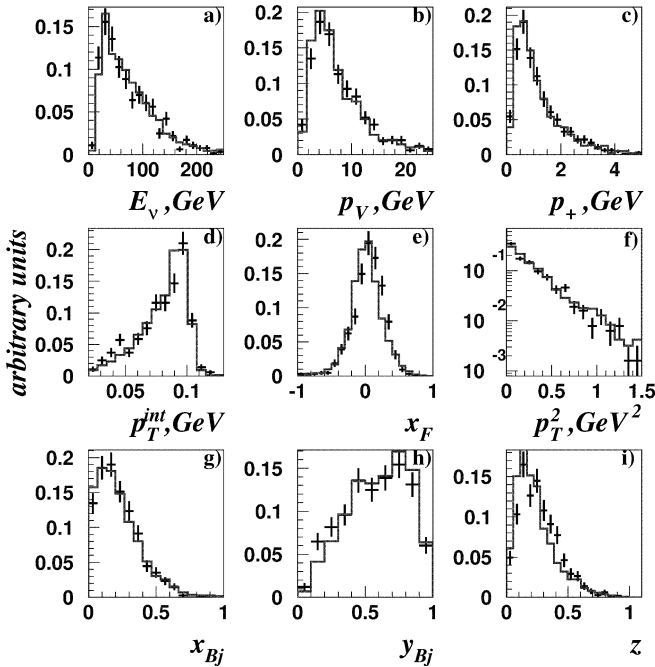 a) b) c)
0.15 0.2 0.2
0.1 0.15 0.15
0.1 0.1
0.05 0.05 0.05
0 0 0
0 100 200 0 10 20 0 2 4
E_ν ,GeV p_V ,GeV p_+ ,GeV
arbitrary units
d) e) f)
0.2 0.2 10^-1
0.15 0.15
0.1 0.1 10^-2
0.05 0.05
0 0 10^-3
0.05 0.1 -1 0 1 0 0.5 1 1.5
p_T^int ,GeV x_F p_T^2 ,GeV^2
g) h) i)
0.2 0.15 0.15
0.15 0.1 0.1
0.1
0.05 0.05 0.05
0 0 0
0 0.5 1 0 0.5 1 0 0.5 1
x_Bj y_Bj z